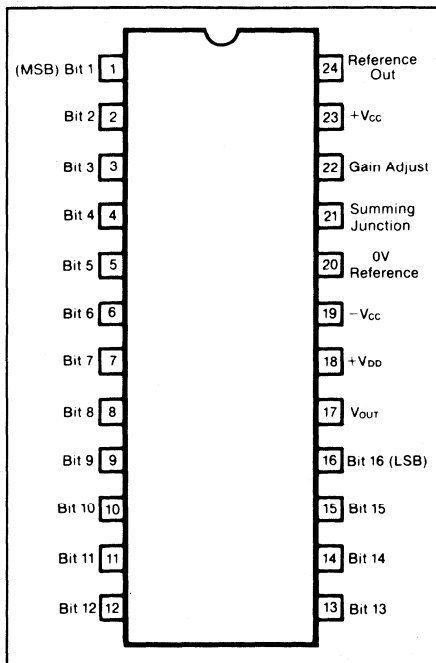 (MSB) Bit 1 1
Bit 2 2
Bit 3 3
Bit 4 4
Bit 5 5
Bit 6 6
Bit 7 7
Bit 8 8
Bit 9 9
Bit 10 10
Bit 11 11
Bit 12 12
24 Reference
Out
23 +Vcc
22 Gain Adjust
21 Summing
Junction
20 0V
Reference
19 −Vcc
18 +VDD
17 VOUT
16 Bit 16 (LSB)
15 Bit 15
14 Bit 14
13 Bit 13